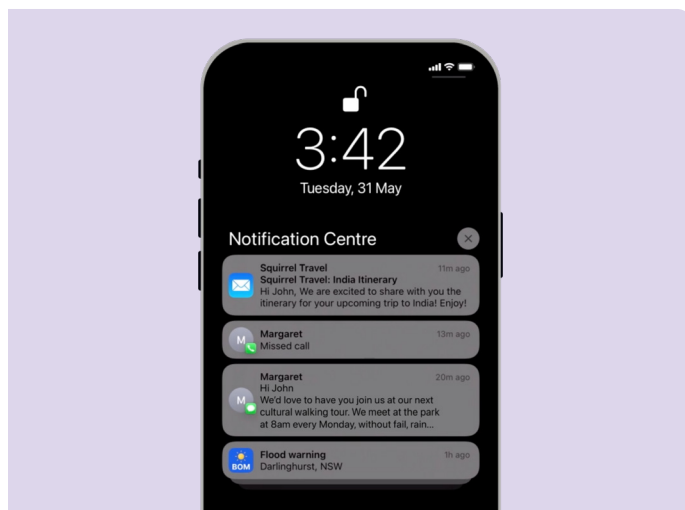 3:42
Tuesday, 31 May
Notification Centre
Squirrel Travel 11m ago
Squirrel Travel: India Itinerary
Hi John, We are excited to share with you the
itinerary for your upcoming trip to India! Enjoy!
M
Margaret 13m ago
Missed call
Margaret 20m ago
Hi John
M
We'd love to have you join us at our next
cultural walking tour. We meet at the park
at 8am every Monday, without fail, rain...
Flood warning 1h ago
BOM
Darlinghurst, NSW